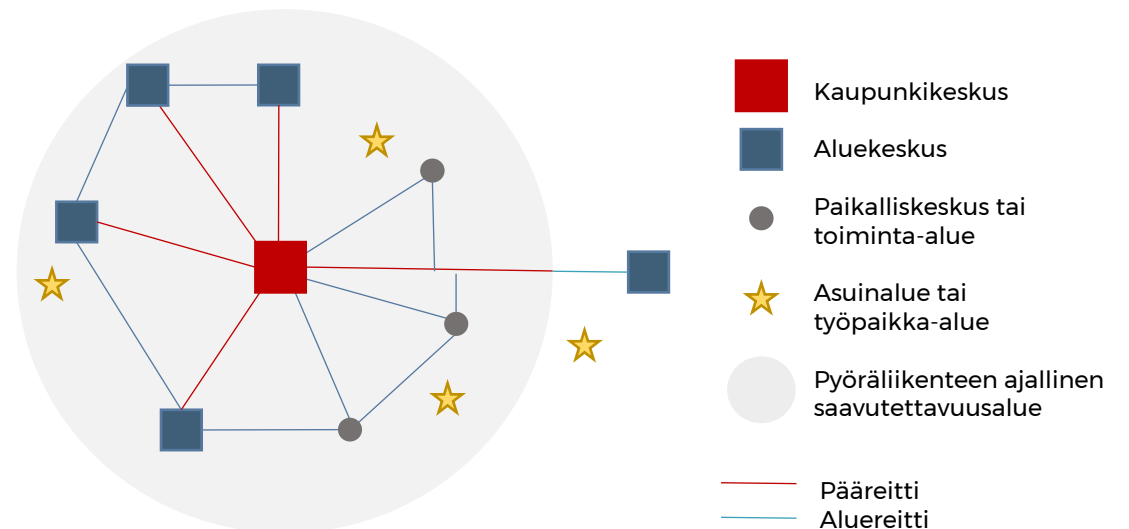 Kaupunkikeskus
Aluekeskus
Paikalliskeskus tai
toiminta-alue
Asuinalue tai
työpaikka-alue
Pyöräliikenteen ajallinen
saavutettavuusalue
Pääreitti
Aluereitti